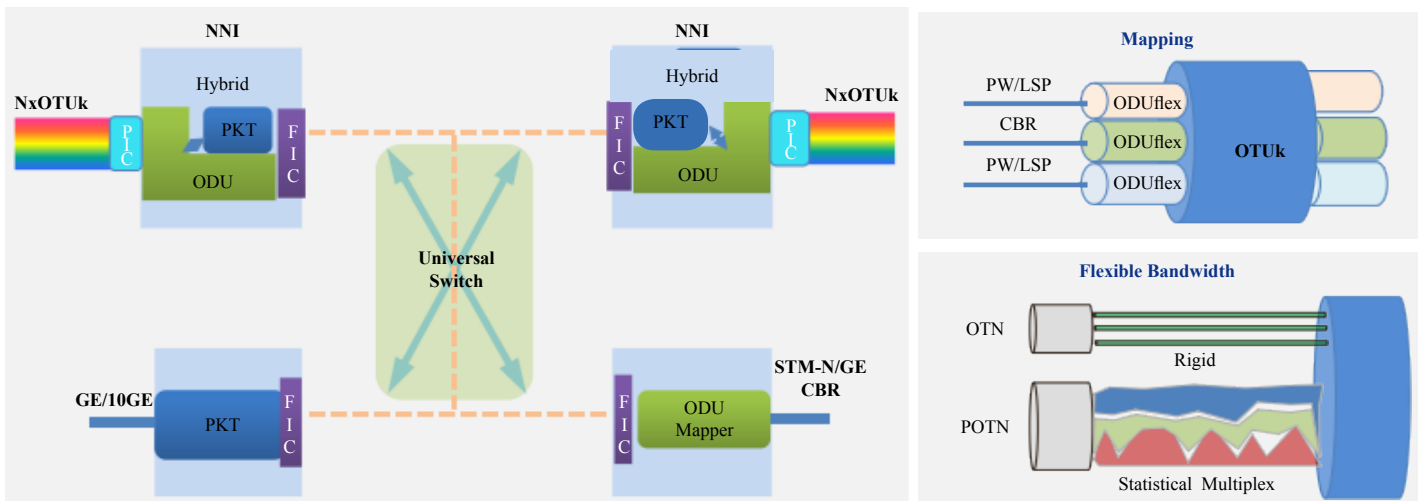 NNI
Hybrid
NxOTUk
PIC
PKT
FIC
ODU
NNI
Hybrid
NxOTUk
FIC
PKT
PIC
ODU
Universal
Switch
GE/10GE
PKT
FIC
STM-N/GE
CBR
FIC
ODU
Mapper
Mapping
PW/LSP
ODUflex
CBR
ODUflex
OTUk
PW/LSP
ODUflex
Flexible Bandwidth
OTN
Rigid
POTN
Statistical Multiplex